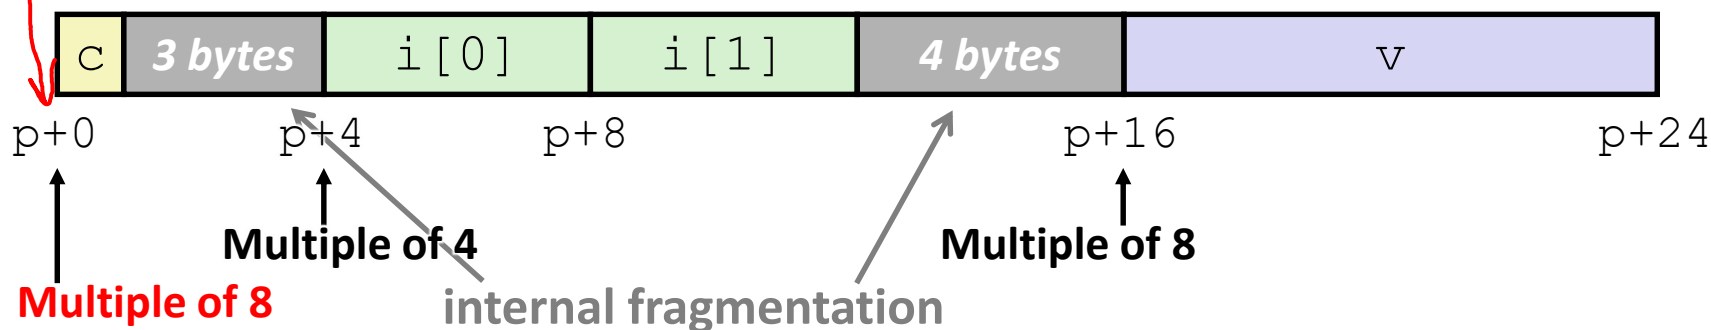 c 3 bytes i[0] i[1] 4 bytes v
p+0 p+4 p+8 p+16 p+24
Multiple of 4 Multiple of 8
Multiple of 8 internal fragmentation